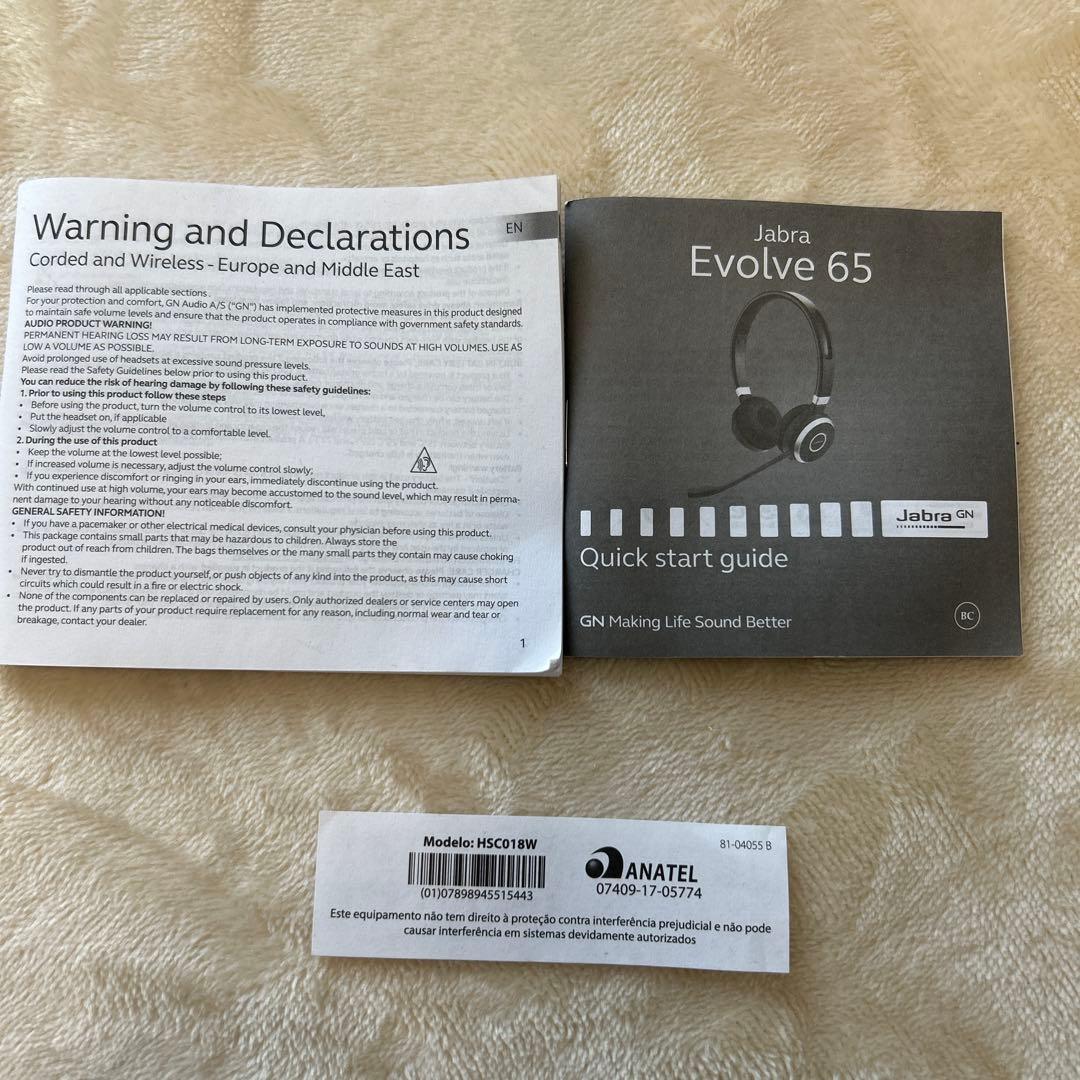 Warning and Declarations
EN
Corded and Wireless - Europe and Middle East
Please read through all applicable sections .
For your protection and comfort, GN Audio A/S ("GN") has implemented protective measures in this product designed
to maintain safe volume levels and ensure that the product operates in compliance with government safety standards.
AUDIO PRODUCT WARNING!
PERMANENT HEARING LOSS MAY RESULT FROM LONG-TERM EXPOSURE TO SOUNDS AT HIGH VOLUMES. USE AS
LOW A VOLUME AS POSSIBLE.
Avoid prolonged use of headsets at excessive sound pressure levels.
Please read the Safety Guidelines below prior to using this product.
You can reduce the risk of hearing damage by following these safety guidelines:
1. Prior to using this product follow these steps
• Before using the product, turn the volume control to its lowest level,
• Put the headset on, if applicable
• Slowly adjust the volume control to a comfortable level.
2. During the use of this product
• Keep the volume at the lowest level possible;
• If increased volume is necessary, adjust the volume control slowly;
• If you experience discomfort or ringing in your ears, immediately discontinue using the product.
With continued use at high volume, your ears may become accustomed to the sound level, which may result in perma-
nent damage to your hearing without any noticeable discomfort.
GENERAL SAFETY INFORMATION!
• If you have a pacemaker or other electrical medical devices, consult your physician before using this product.
• This package contains small parts that may be hazardous to children. Always store the
product out of reach from children. The bags themselves or the many small parts they contain may cause choking
if ingested.
• Never try to dismantle the product yourself, or push objects of any kind into the product, as this may cause short
circuits which could result in a fire or electric shock.
• None of the components can be replaced or repaired by users. Only authorized dealers or service centers may open
the product. If any parts of your product require replacement for any reason, including normal wear and tear or
breakage, contact your dealer.
1
Jabra
Evolve 65
Jabra GN
Quick start guide
GN Making Life Sound Better
BC
Modelo: HSC018W
(01)07898945515443
ANATEL
07409-17-05774
81-04055 B
Este equipamento não tem direito à proteção contra interferência prejudicial e não pode
causar interferência em sistemas devidamente autorizados